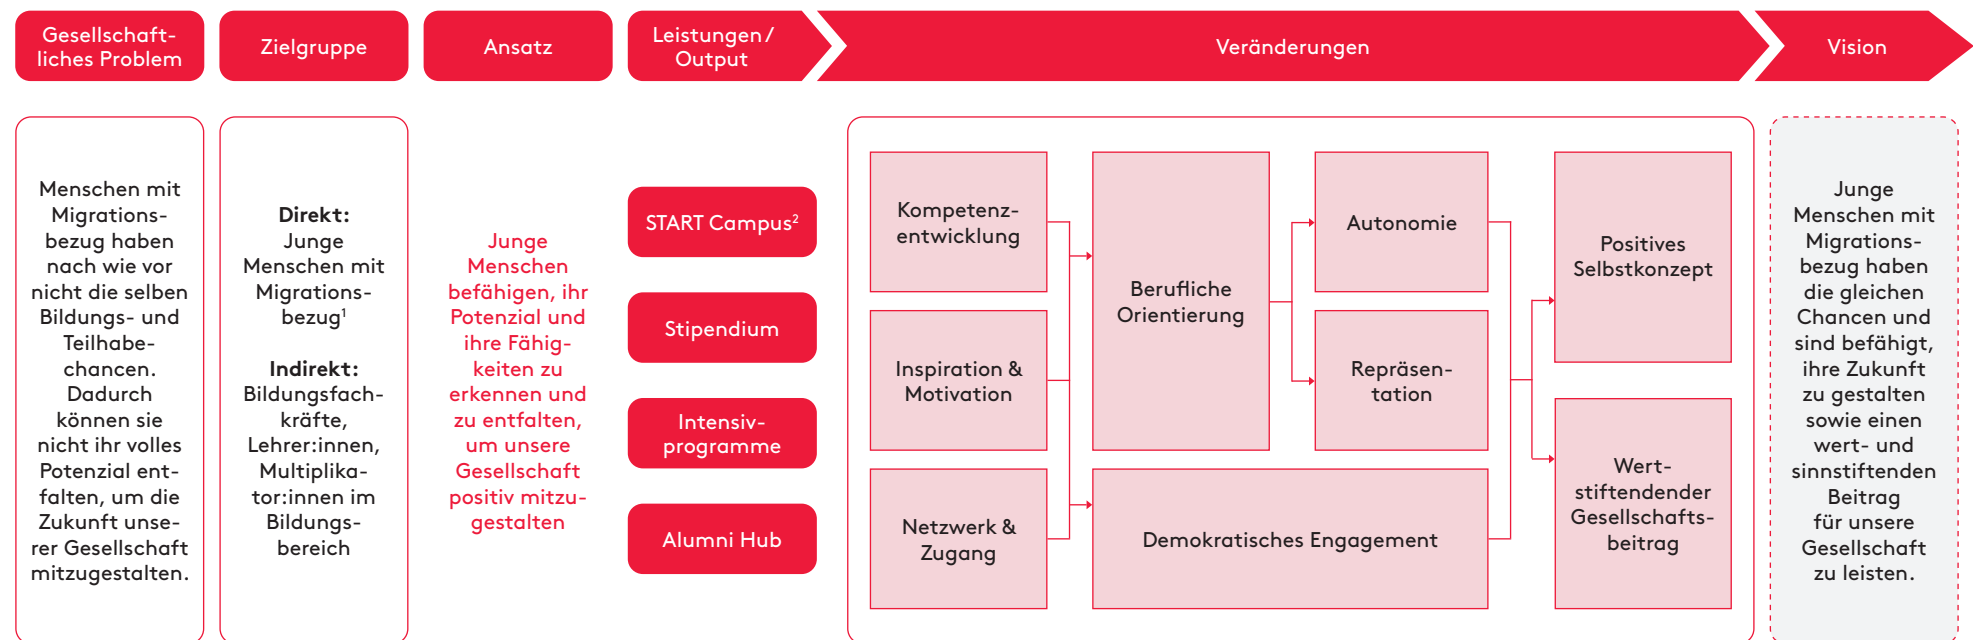 Gesellschaft-
liches Problem
Zielgruppe
Ansatz
Leistungen/
Output
Veränderungen
Vision
Menschen mit
Migrations-
bezug haben
nach wie vor
nicht die selben
Bildungs- und
Teilhabe-
chancen.
Dadurch
können sie
nicht ihr volles
Potenzial ent-
falten, um die
Zukunft unse-
rer Gesellschaft
mitzugestalten.
Direkt:
Junge
Menschen mit
Migrations-
bezug¹
Indirekt:
Bildungsfach-
kräfte,
Lehrer:innen,
Multiplika-
tor:innen im
Bildungs-
bereich
Junge
Menschen
befähigen, ihr
Potenzial und
ihre Fähig-
keiten zu
erkennen und
zu entfalten,
um unsere
Gesellschaft
positiv mitzu-
gestalten
START Campus²
Stipendium
Intensiv-
programme
Alumni Hub
Kompetenz-
entwicklung
Inspiration &
Motivation
Netzwerk &
Zugang
Berufliche
Orientierung
Demokratisches Engagement
Autonomie
Repräsen-
tation
Positives
Selbstkonzept
Wert-
stiftendender
Gesellschafts-
beitrag
Junge
Menschen mit
Migrations-
bezug haben
die gleichen
Chancen und
sind befähigt,
ihre Zukunft
zu gestalten
sowie einen
wert- und
sinnstiftenden
Beitrag
für unsere
Gesellschaft
zu leisten.